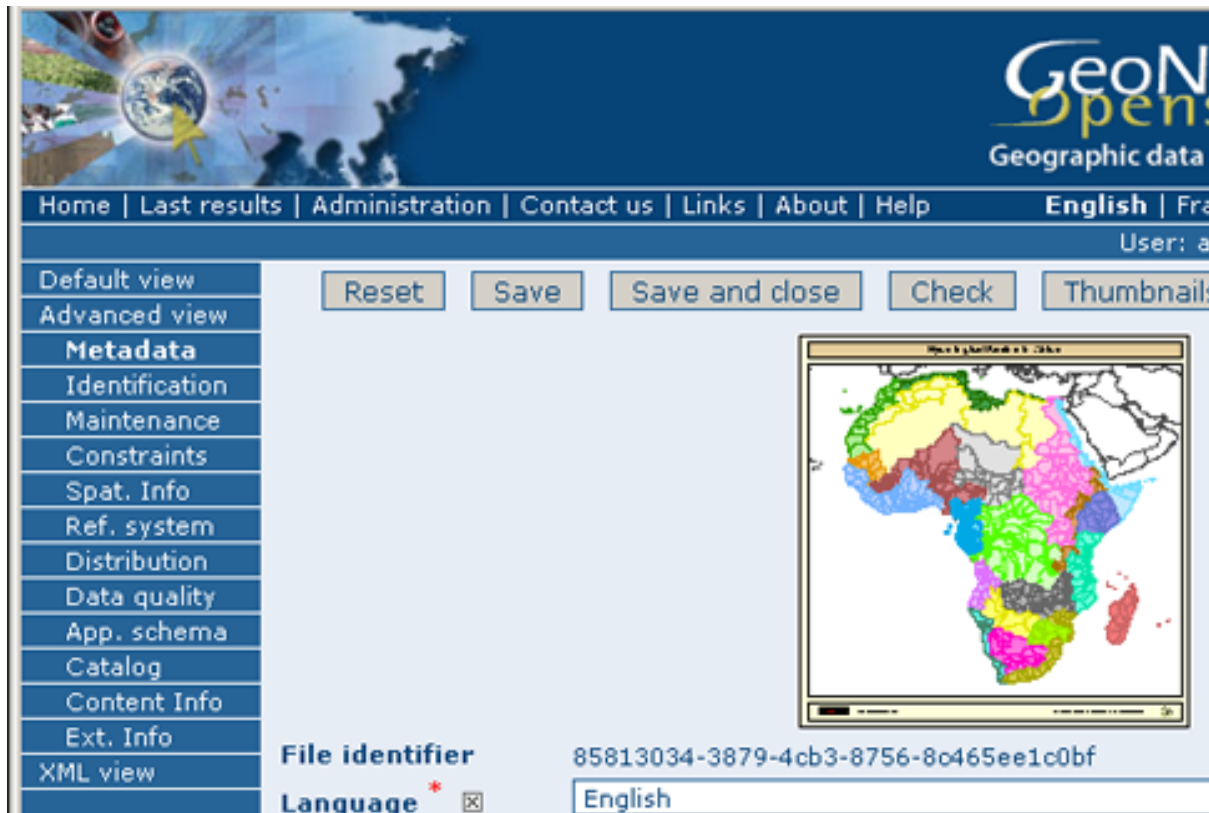 GeoN
Opens
Geographic data
Home | Last results | Administration | Contact us | Links | About | Help English | Fra
User: a
Default view
Advanced view
Metadata
Identification
Maintenance
Constraints
Spat. Info
Ref. system
Distribution
Data quality
App. schema
Catalog
Content Info
Ext. Info
XML view
Reset Save Save and close Check Thumbnails
File identifier 85813034-3879-4cb3-8756-8c465ee1c0bf
Language * English